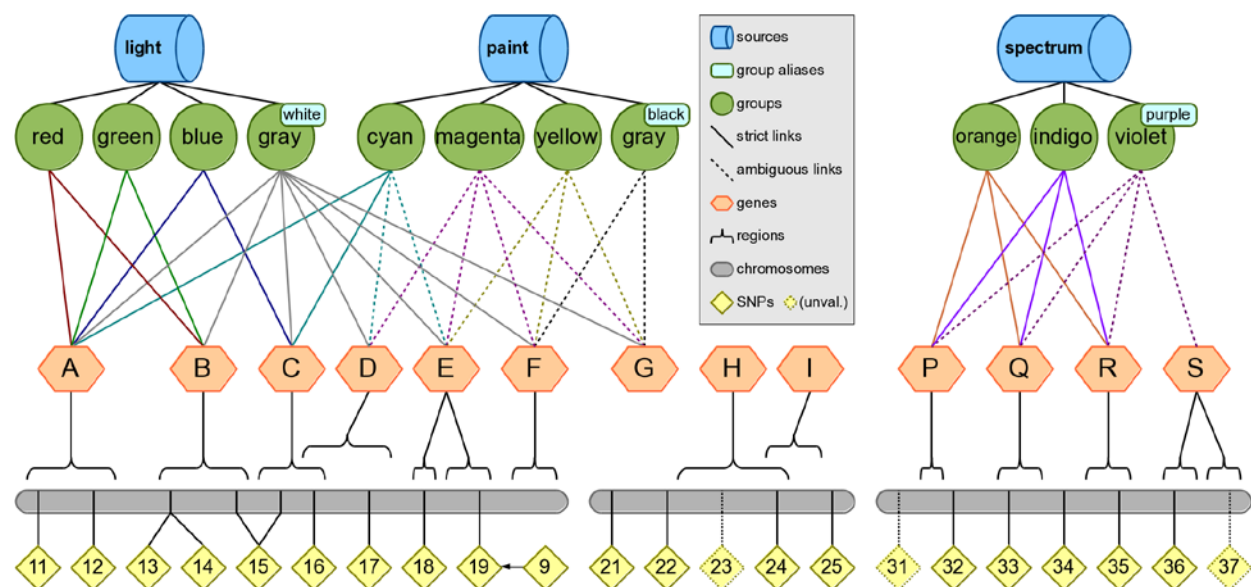 light
paint
spectrum
sources
group aliases
groups
strict links
ambiguous links
genes
regions
chromosomes
SNPs (unval.)
white
black
purple
red green blue gray cyan magenta yellow gray orange indigo violet
A B C D E F G H I P Q R S
11 12 13 14 15 16 17 18 19 9 21 22 23 24 25 31 32 33 34 35 36 37